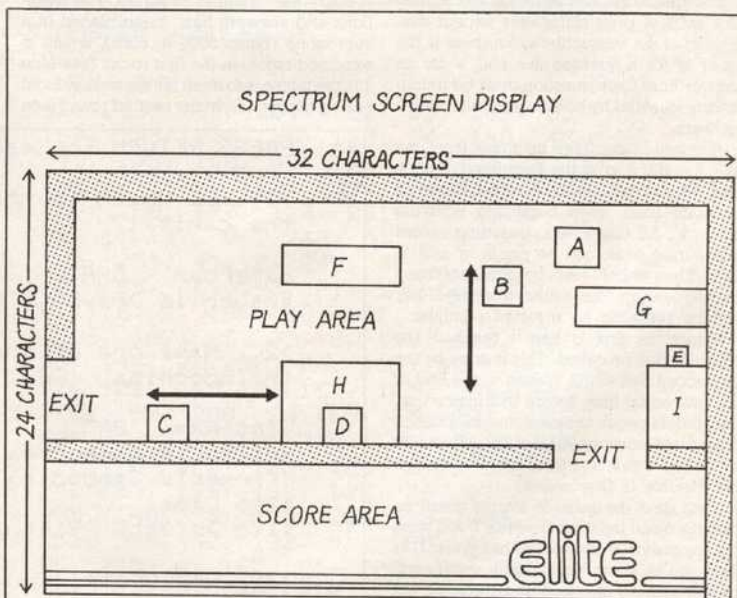 SPECTRUM SCREEN DISPLAY
32 CHARACTERS
24 CHARACTERS
A
F
B
G
PLAY AREA
E
H
I
EXIT
C
D
EXIT
SCORE AREA
elite